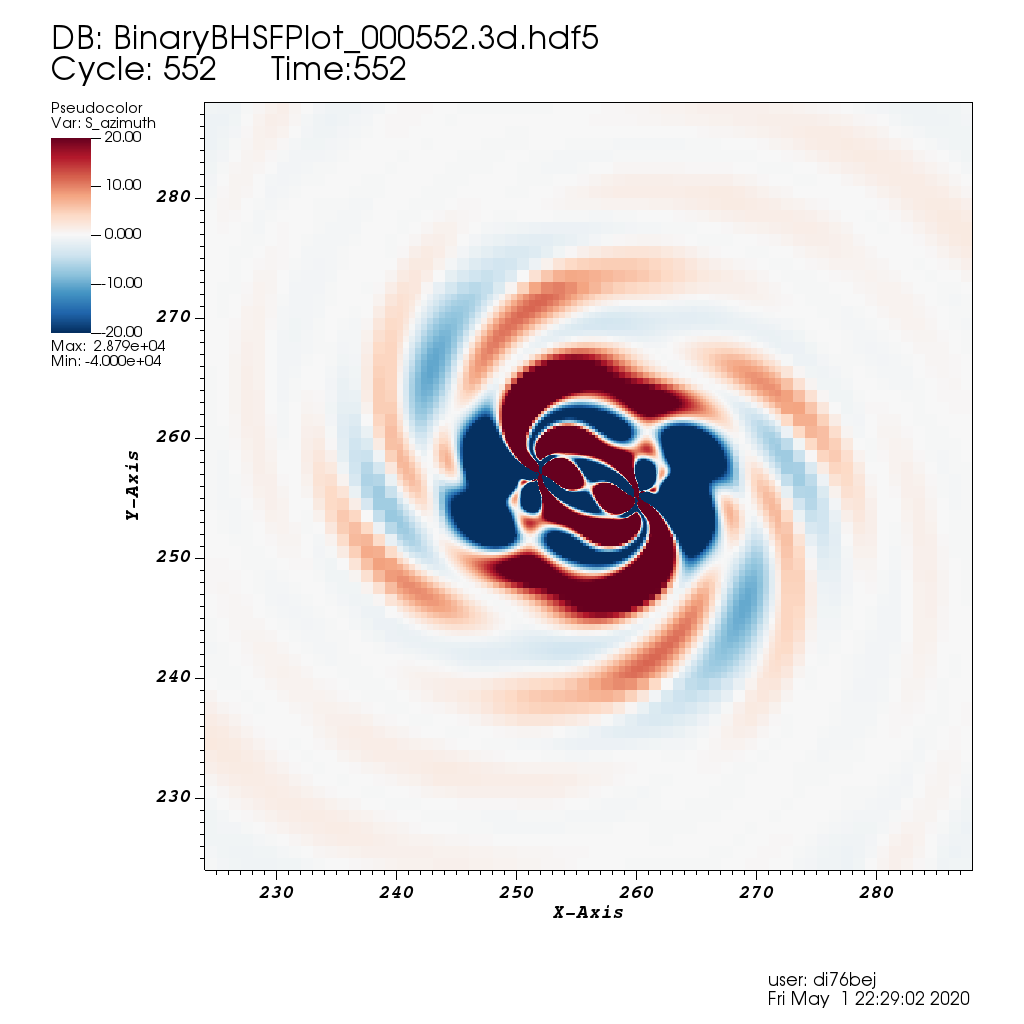 DB: BinaryBHSFPlot_000552.3d.hdf5
Cycle: 552 Time:552
Pseudocolor
Var: S_azimuth
20.00
10.00
0.000
-10.00
-20.00
Max: 2.879e+04
Min: -4.000e+04
280
270
260
250
240
230
Y-Axis
230 240 250 260 270 280
X-Axis
user: di76bej
Fri May 1 22:29:02 2020